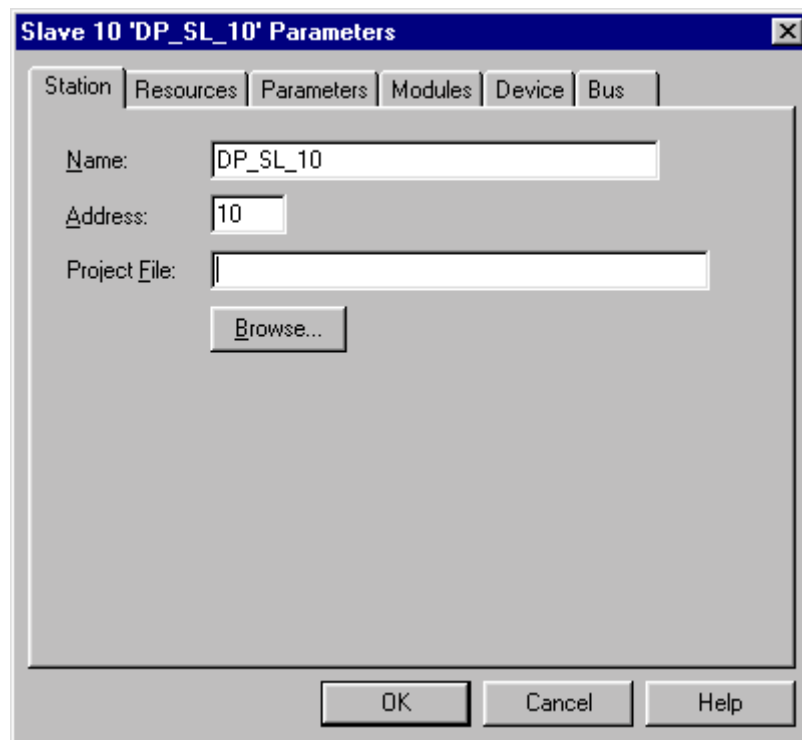 Slave 10 'DP_SL_10' Parameters
Station Resources Parameters Modules Device Bus
Name: DP_SL_10
Address: 10
Project File:
Browse...
OK Cancel Help